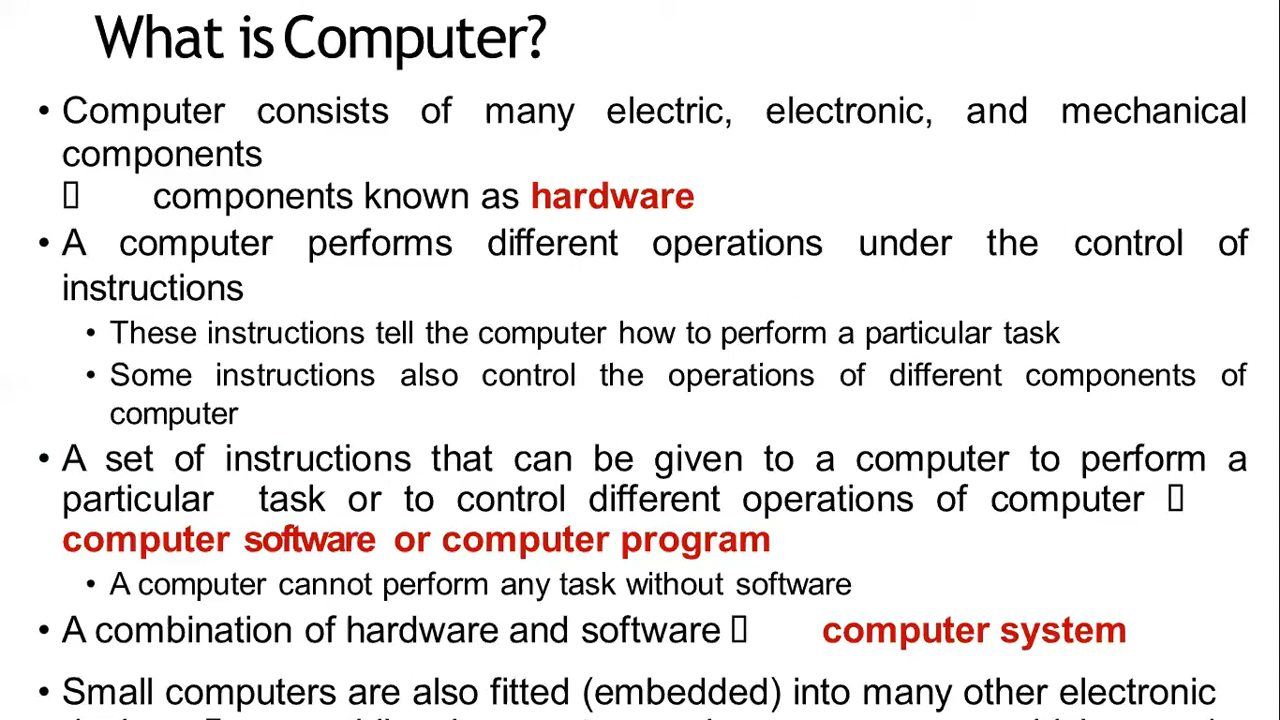 What is Computer?
• Computer consists of many electric, electronic, and mechanical
components
components known as hardware
• A computer performs different operations under the control of
instructions
• These instructions tell the computer how to perform a particular task
• Some instructions also control the operations of different components of
computer
• A set of instructions that can be given to a computer to perform a
particular task or to control different operations of computer
computer software or computer program
• A computer cannot perform any task without software
• A combination of hardware and software computer system
• Small computers are also fitted (embedded) into many other electronic